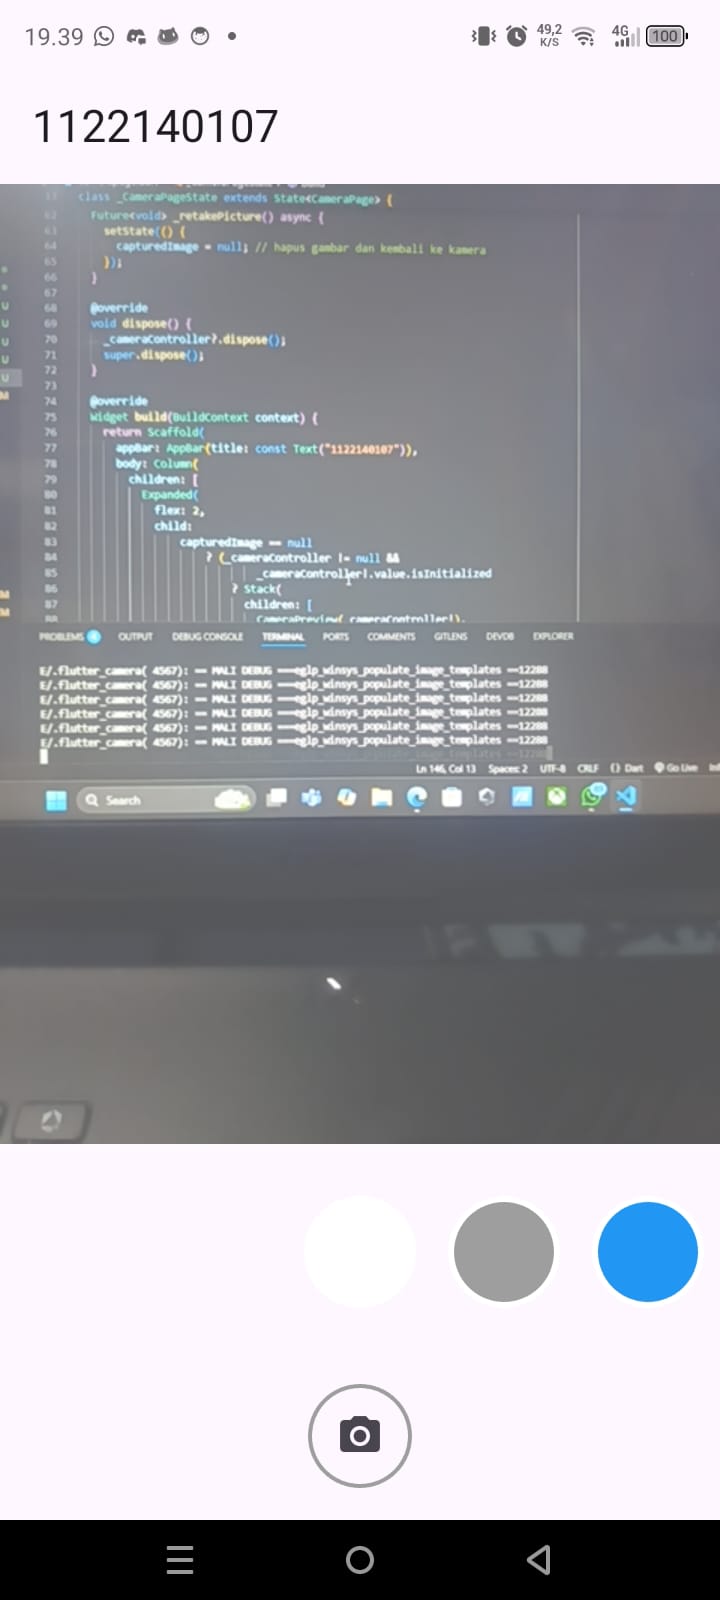 19.39
49,2
K/S
4G
100
1122140107
13 class _CameraPageState extends State<CameraPage> {
62 Future<void> _retakePicture() async {
63 setState(() {
64 capturedImage = null; // hapus gambar dan kembali ke kamera
65 });
66 }
67
68 @override
69 void dispose() {
70 _cameraController?.dispose();
71 super.dispose();
72 }
73
74 @override
75 Widget build(BuildContext context) {
76 return Scaffold(
77 appBar: AppBar(title: const Text("1122140107")),
78 body: Column(
79 children: [
80 Expanded(
81 flex: 2,
82 child:
83 capturedImage == null
84 ? (_cameraController != null &&
85 _cameraController!.value.isInitialized
86 ? Stack(
87 children: [
88 CameraPreview(_cameraController!),
U
U
U
U
U
M
M
M
PROBLEMS 4 OUTPUT DEBUG CONSOLE TERMINAL PORTS COMMENTS GITLENS DEVDB EXPLORER
E/.flutter_camera( 4567): == MALI DEBUG ===eglp_winsys_populate_image_templates ==12288
E/.flutter_camera( 4567): == MALI DEBUG ===eglp_winsys_populate_image_templates ==12288
E/.flutter_camera( 4567): == MALI DEBUG ===eglp_winsys_populate_image_templates ==12288
E/.flutter_camera( 4567): == MALI DEBUG ===eglp_winsys_populate_image_templates ==12288
E/.flutter_camera( 4567): == MALI DEBUG ===eglp_winsys_populate_image_templates ==12288
E/.flutter_camera( 4567): == MALI DEBUG ===eglp_winsys_populate_image_templates ==12288
Ln 146, Col 13 Spaces: 2 UTF-8 CRLF {} Dart Go Live
Search